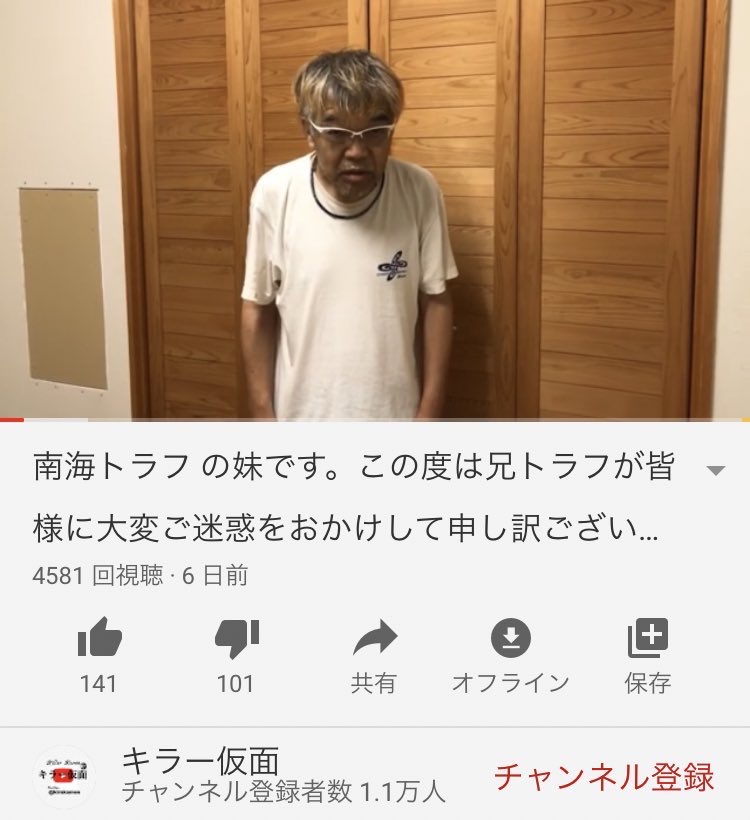 南海トラフ の妹です。この度は兄トラフが皆
様に大変ご迷惑をおかけして申し訳ござい...
4581 回視聴 · 6 日前
141
101
共有
オフライン
保存
キラー仮面
チャンネル登録者数 1.1万人
チャンネル登録